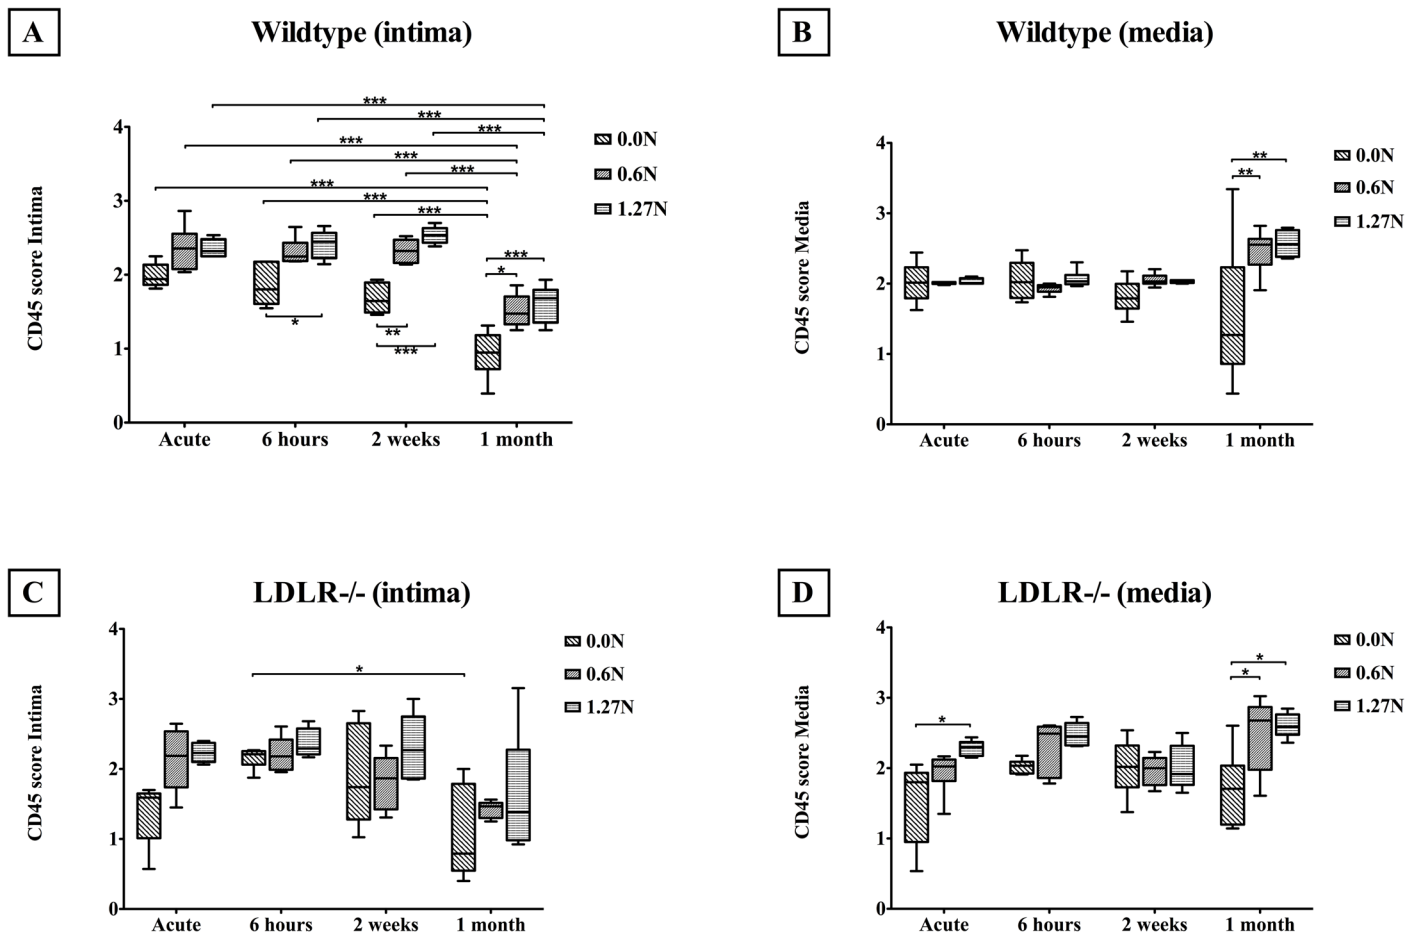 A
Wildtype (intima)
CD45 score Intima
4
3
2
1
0
***
***
***
***
***
***
***
***
***
***
*
*
**
***
Acute
6 hours
2 weeks
1 month
0.0N
0.6N
1.27N
B
Wildtype (media)
CD45 score Media
4
3
2
1
0
**
**
Acute
6 hours
2 weeks
1 month
0.0N
0.6N
1.27N
C
LDLR-/- (intima)
CD45 score Intima
4
3
2
1
0
*
Acute
6 hours
2 weeks
1 month
0.0N
0.6N
1.27N
D
LDLR-/- (media)
CD45 score Media
4
3
2
1
0
*
*
*
Acute
6 hours
2 weeks
1 month
0.0N
0.6N
1.27N